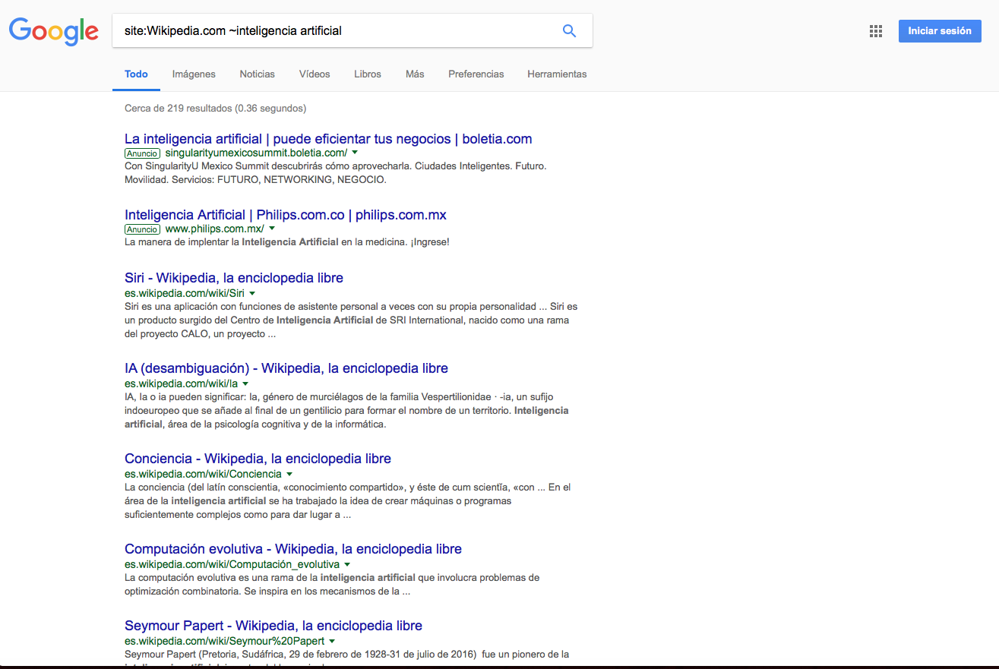 Google
site:Wikipedia.com ~inteligencia artificial
Iniciar sesión
Todo Imágenes Noticias Vídeos Libros Más Preferencias Herramientas
Cerca de 219 resultados (0.36 segundos)
La inteligencia artificial | puede eficientar tus negocios | boletia.com
Anuncio singularityumexicosummit.boletia.com/
Con SingularityU Mexico Summit descubrirás cómo aprovecharla. Ciudades Inteligentes. Futuro.
Movilidad. Servicios: FUTURO, NETWORKING, NEGOCIO.
Inteligencia Artificial | Philips.com.co | philips.com.mx
Anuncio www.philips.com.mx/
La manera de implentar la Inteligencia Artificial en la medicina. ¡Ingrese!
Siri - Wikipedia, la enciclopedia libre
es.wikipedia.com/wiki/Siri
Siri es una aplicación con funciones de asistente personal a veces con su propia personalidad ... Siri es
un producto surgido del Centro de Inteligencia Artificial de SRI International, nacido como una rama
del proyecto CALO, un proyecto ...
IA (desambiguación) - Wikipedia, la enciclopedia libre
es.wikipedia.com/wiki/Ia
IA, Ia o ia pueden significar: Ia, género de murciélagos de la familia Vespertilionidae · -ia, un sufijo
indoeuropeo que se añade al final de un gentilicio para formar el nombre de un territorio. Inteligencia
artificial, área de la psicología cognitiva y de la informática.
Conciencia - Wikipedia, la enciclopedia libre
es.wikipedia.com/wiki/Conciencia
La conciencia (del latín conscientia, «conocimiento compartido», y éste de cum scientĭa, «con ... En el
área de la inteligencia artificial se ha trabajado la idea de crear máquinas o programas
suficientemente complejos como para dar lugar a ...
Computación evolutiva - Wikipedia, la enciclopedia libre
es.wikipedia.com/wiki/Computación_evolutiva
La computación evolutiva es una rama de la inteligencia artificial que involucra problemas de
optimización combinatoria. Se inspira en los mecanismos de la ...
Seymour Papert - Wikipedia, la enciclopedia libre
es.wikipedia.com/wiki/Seymour%20Papert
Seymour Papert (Pretoria, Sudáfrica, 29 de febrero de 1928-31 de julio de 2016) fue un pionero de la